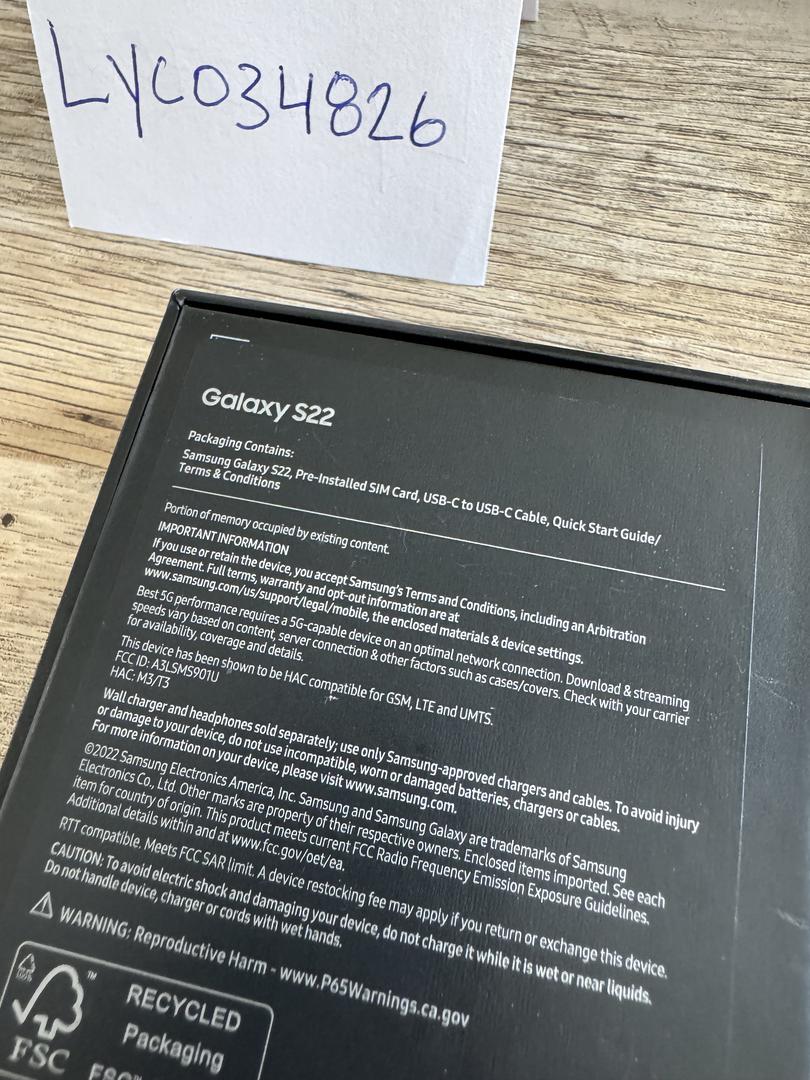 LYCO34826
Galaxy S22
Packaging Contains:
Samsung Galaxy S22, Pre-Installed SIM Card, USB-C to USB-C Cable, Quick Start Guide/
Terms & Conditions
Portion of memory occupied by existing content.
IMPORTANT INFORMATION
If you use or retain the device, you accept Samsung's Terms and Conditions, including an Arbitration
Agreement. Full terms, warranty and opt-out information are at
www.samsung.com/us/support/legal/mobile, the enclosed materials & device settings.
Best 5G performance requires a 5G-capable device on an optimal network connection. Download & streaming
speeds vary based on content, server connection & other factors such as cases/covers. Check with your carrier
for availability, coverage and details.
This device has been shown to be HAC compatible for GSM, LTE and UMTS.
FCC ID: A3LSMS901U
HAC: M3/T3
Wall charger and headphones sold separately; use only Samsung-approved chargers and cables. To avoid injury
or damage to your device, do not use incompatible, worn or damaged batteries, chargers or cables.
For more information on your device, please visit www.samsung.com.
©2022 Samsung Electronics America, Inc. Samsung and Samsung Galaxy are trademarks of Samsung
Electronics Co., Ltd. Other marks are property of their respective owners. Enclosed items imported. See each
item for country of origin. This product meets current FCC Radio Frequency Emission Exposure Guidelines.
Additional details within and at www.fcc.gov/oet/ea.
RTT compatible. Meets FCC SAR limit. A device restocking fee may apply if you return or exchange this device.
CAUTION: To avoid electric shock and damaging your device, do not charge it while it is wet or near liquids.
Do not handle device, charger or cords with wet hands.
WARNING: Reproductive Harm - www.P65Warnings.ca.gov
FSC ™
RECYCLED
Packaging